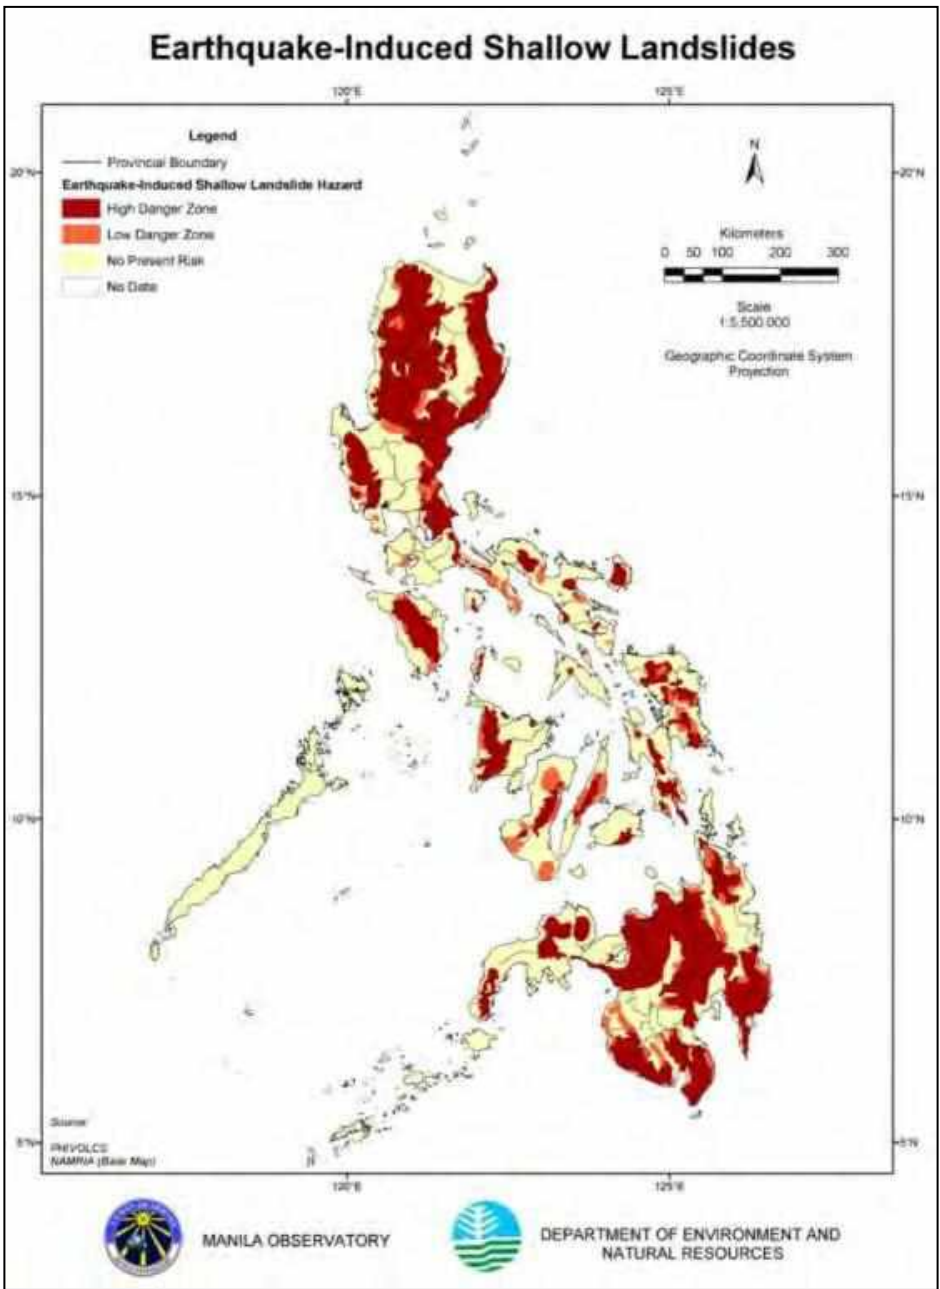 Earthquake-Induced Shallow Landslides
120°E 125°E
Legend
Provincial Boundary
Earthquake-Induced Shallow Landslide Hazard
High Danger Zone
Low Danger Zone
No Present Risk
No Data
N
Kilometers
0 50 100 200 300
Scale
1:5,500,000
Geographic Coordinate System
Projection
20°N 20°N
15°N 15°N
10°N 10°N
5°N 5°N
Source:
PHIVOLCS
NAMRIA (Base Map)
120°E 125°E
MANILA OBSERVATORY
DEPARTMENT OF ENVIRONMENT AND
NATURAL RESOURCES